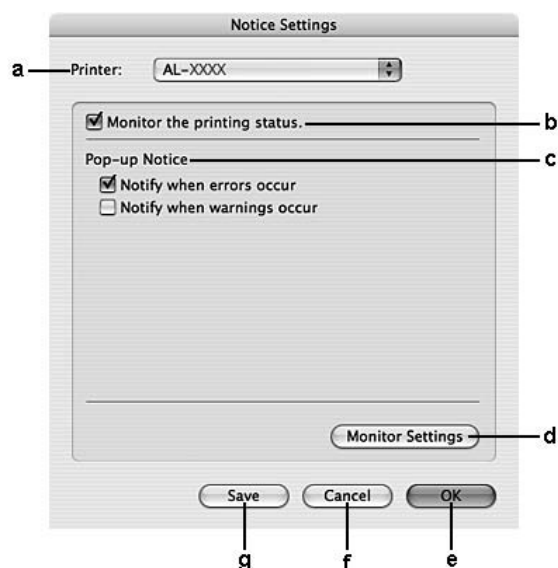 Notice Settings
a Printer: AL-XXXX
Monitor the printing status. b
Pop-up Notice c
Notify when errors occur
Notify when warnings occur
Monitor Settings d
Save Cancel OK
g f e